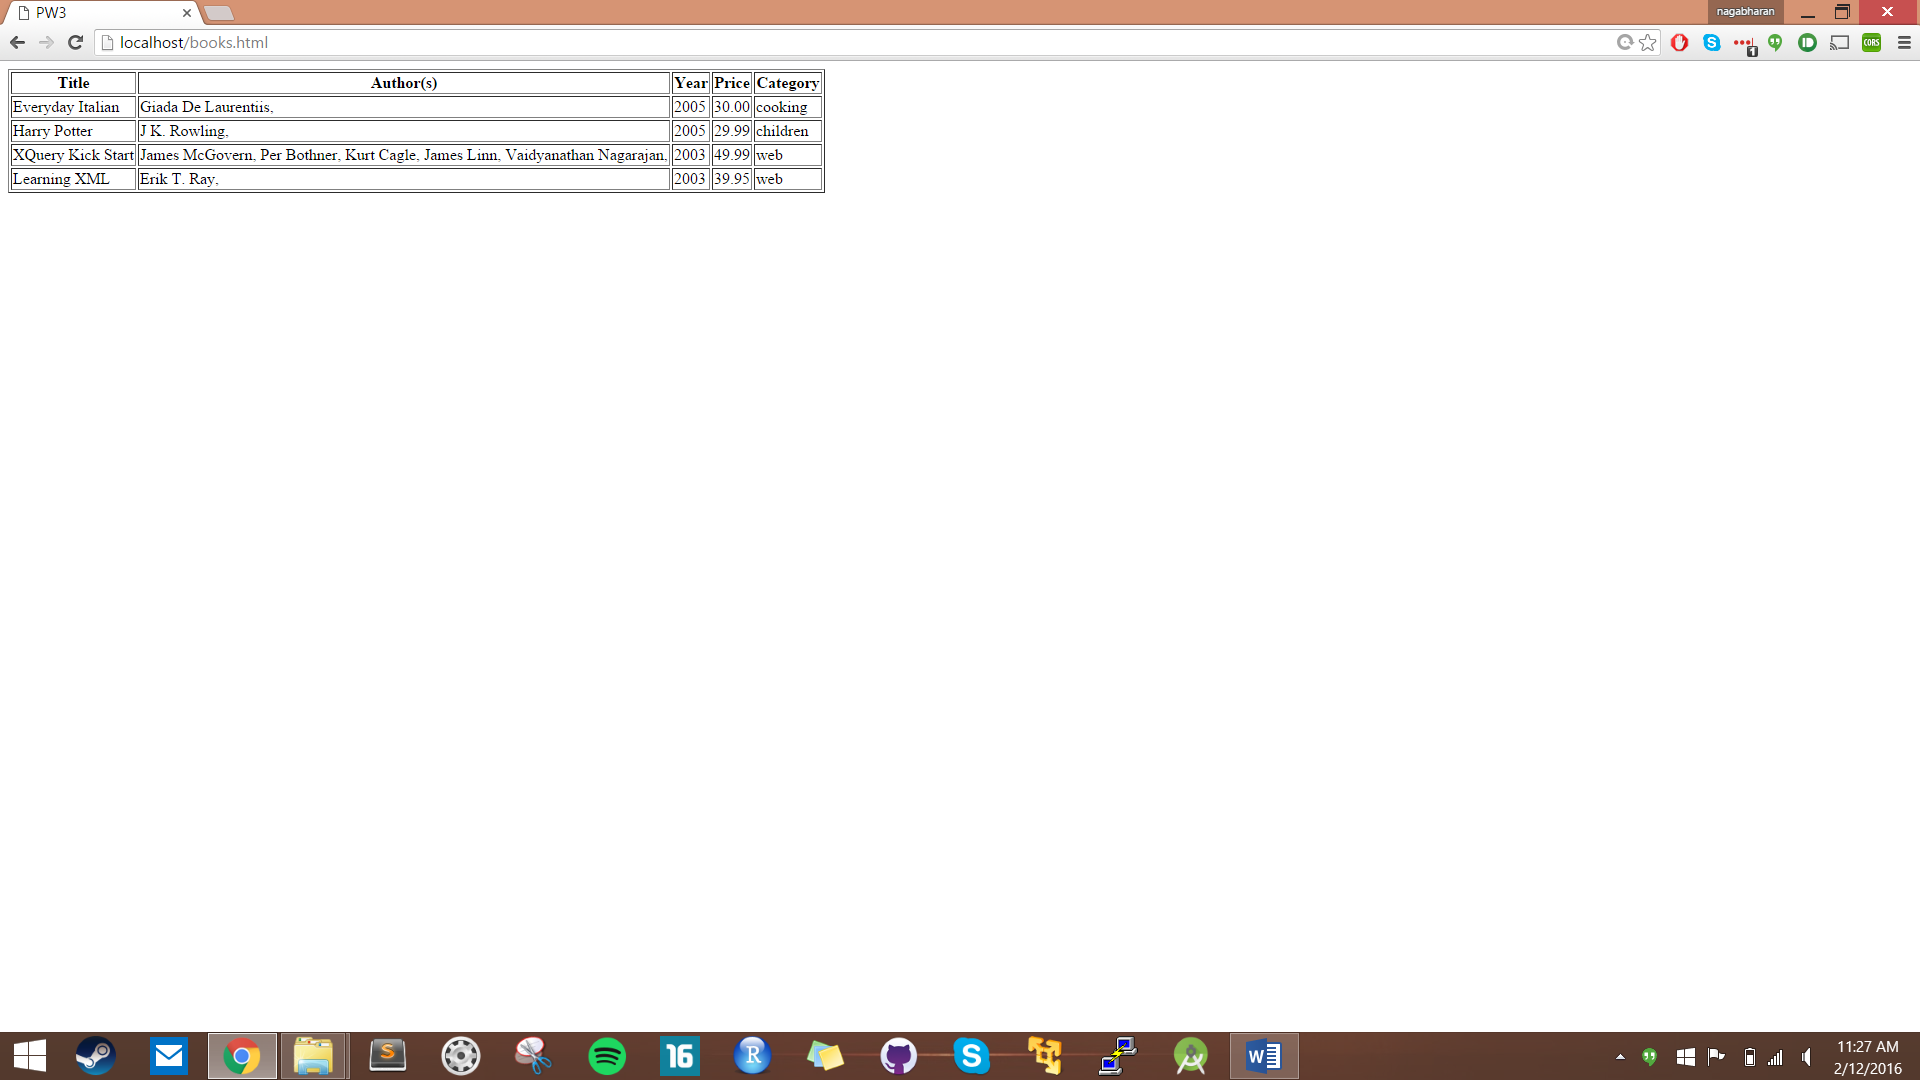 PW3
nagabharan
localhost/books.html
1
CORS
Title Author(s) Year Price Category
Everyday Italian Giada De Laurentiis, 2005 30.00 cooking
Harry Potter J K. Rowling, 2005 29.99 children
XQuery Kick Start James McGovern, Per Bothner, Kurt Cagle, James Linn, Vaidyanathan Nagarajan, 2003 49.99 web
Learning XML Erik T. Ray, 2003 39.95 web
S
16
R
S
W
11:27 AM
2/12/2016